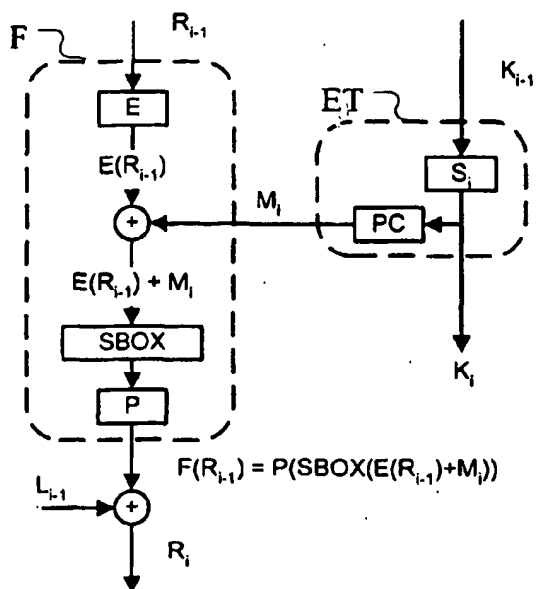 F
R_{i-1}
K_{i-1}
E
ET
E(R_{i-1})
S_i
M_i
PC
+
E(R_{i-1}) + M_i
SBOX
K_i
P
F(R_{i-1}) = P(SBOX(E(R_{i-1})+M_i))
L_{i-1}
+
R_i